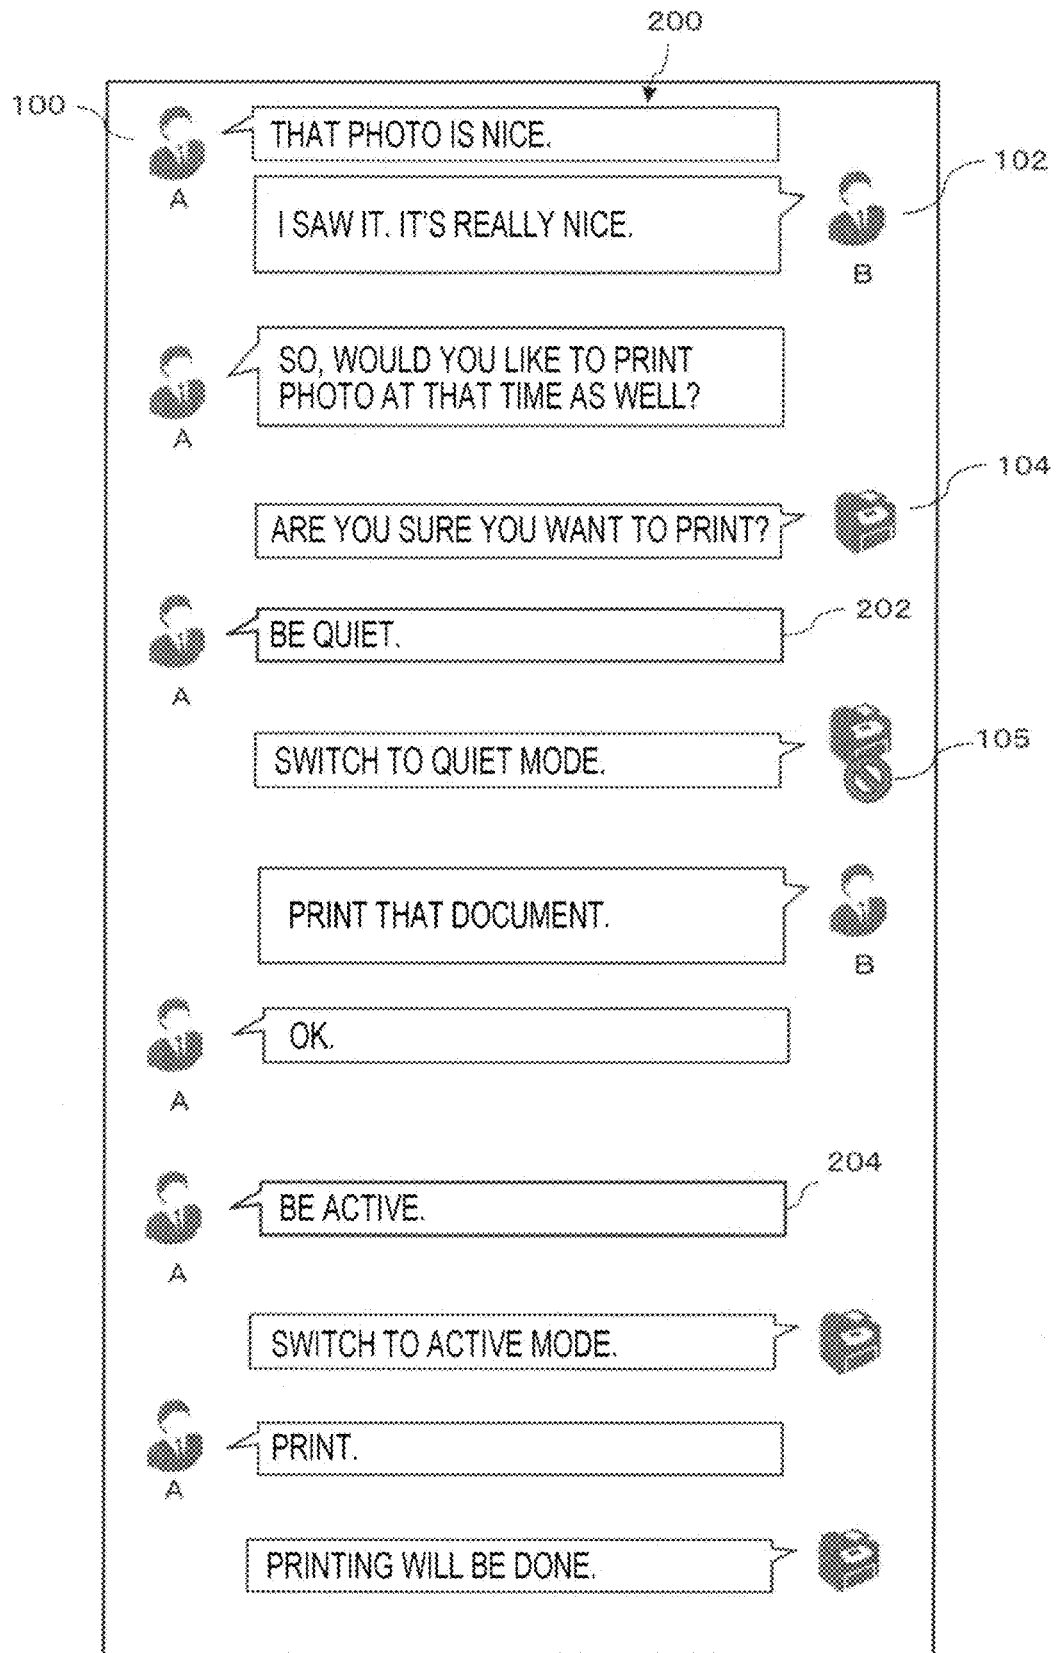 200
100
THAT PHOTO IS NICE.
A
102
I SAW IT. IT'S REALLY NICE.
B
SO, WOULD YOU LIKE TO PRINT
PHOTO AT THAT TIME AS WELL?
A
104
ARE YOU SURE YOU WANT TO PRINT?
202
BE QUIET.
A
105
SWITCH TO QUIET MODE.
PRINT THAT DOCUMENT.
B
OK.
A
204
BE ACTIVE.
A
SWITCH TO ACTIVE MODE.
PRINT.
A
PRINTING WILL BE DONE.